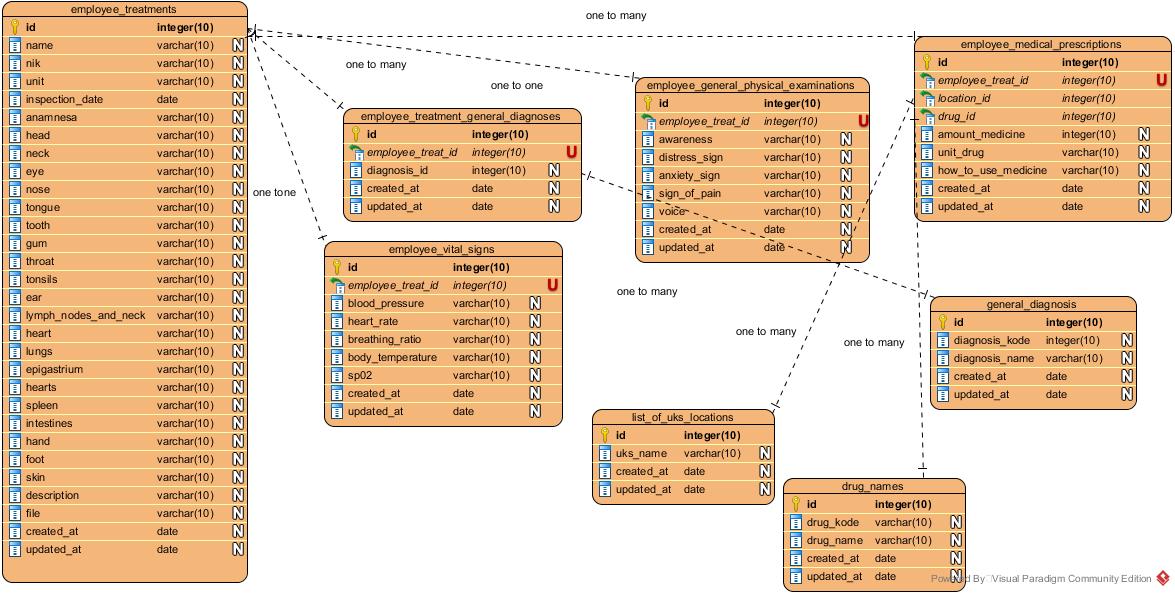 employee_treatments
id integer(10)
name varchar(10) N
nik varchar(10) N
unit varchar(10) N
inspection_date date N
anamnesa varchar(10) N
head varchar(10) N
neck varchar(10) N
eye varchar(10) N
nose varchar(10) N
tongue varchar(10) N
tooth varchar(10) N
gum varchar(10) N
throat varchar(10) N
tonsils varchar(10) N
ear varchar(10) N
lymph_nodes_and_neck varchar(10) N
heart varchar(10) N
lungs varchar(10) N
epigastrium varchar(10) N
hearts varchar(10) N
spleen varchar(10) N
intestines varchar(10) N
hand varchar(10) N
foot varchar(10) N
skin varchar(10) N
description varchar(10) N
file varchar(10) N
created_at date N
updated_at date N
one to many
one to many
one to one
one to one
employee_treatment_general_diagnoses
id integer(10)
employee_treat_id integer(10) U
diagnosis_id integer(10) N
created_at date N
updated_at date N
employee_vital_signs
id integer(10)
employee_treat_id integer(10) U
blood_pressure varchar(10) N
heart_rate varchar(10) N
breathing_ratio varchar(10) N
body_temperature varchar(10) N
sp02 varchar(10) N
created_at date N
updated_at date N
employee_general_physical_examinations
id integer(10)
employee_treat_id integer(10) U
awareness varchar(10) N
distress_sign varchar(10) N
anxiety_sign varchar(10) N
sign_of_pain varchar(10) N
voice varchar(10) N
created_at date N
updated_at date N
employee_medical_prescriptions
id integer(10)
employee_treat_id integer(10) U
location_id integer(10)
drug_id integer(10)
amount_medicine integer(10) N
unit_drug varchar(10) N
how_to_use_medicine varchar(10) N
created_at date N
updated_at date N
one to many
one to many
one to many
general_diagnosis
id integer(10)
diagnosis_kode integer(10) N
diagnosis_name varchar(10) N
created_at date N
updated_at date N
list_of_uks_locations
id integer(10)
uks_name varchar(10) N
created_at date N
updated_at date N
drug_names
id integer(10)
drug_kode varchar(10) N
drug_name varchar(10) N
created_at date N
updated_at date N
Powered By Visual Paradigm Community Edition